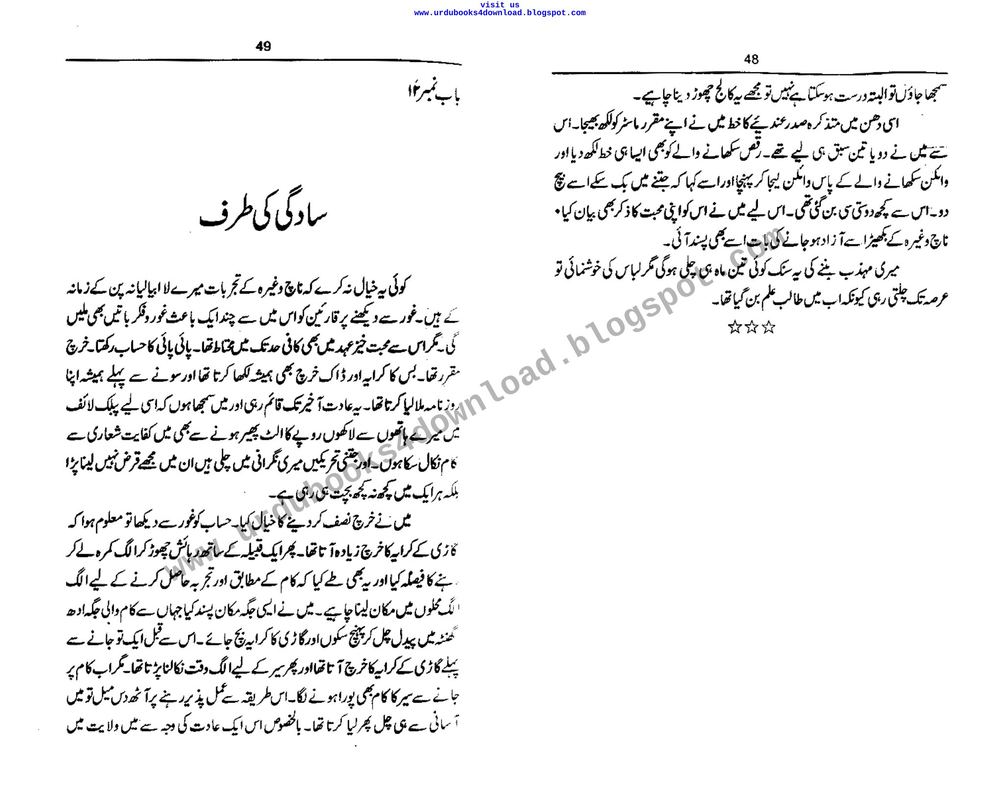 visit us
www.urdubooks4download.blogspot.com
48
سمجھا جاؤں تو البتہ درست ہو سکتا ہے نہیں تو مجھے یہ کالج چھوڑ دینا چاہیے۔
اسی دھن میں متذکرہ صدر عندیئے کا خط میں نے اپنے مقرر ماسٹر کو لکھ بھیجا۔ اس
سے میں نے دو یا تین سبق ہی لیے تھے۔ رقص سکھانے والے کو بھی ایسا ہی خط لکھ دیا اور
وائلن سکھانے والے کے پاس وائلن لیجا کر پہنچا اور اسے کہا کہ جتنے میں بک سکے اسے بیچ
دو۔ اس سے کچھ دوستی سی بن گئی تھی۔ اس لیے میں نے اس کو اپنی محبت کا ذکر بھی بیان کیا۔
ناچ وغیرہ کے بکھیڑا سے آزاد ہو جانے کی بات اسے بھی پسند آئی۔
میری مہذب بننے کی یہ سنک کوئی تین ماہ ہی چلی ہوگی مگر لباس کی خوشنمائی تو
عرصہ تک چلتی رہی کیونکہ اب میں طالب علم بن گیا تھا۔
☆☆☆
49
باب نمبر ۱۴
سادگی کی طرف
کوئی یہ خیال نہ کرے کہ ناچ وغیرہ کے تجربات میرے لا ابیالیانہ پن کے زمانہ
کے ہیں۔ غور سے دیکھنے پر قارئین کو اس میں سے چند ایک باعث غور و فکر باتیں بھی ملیں
گی۔ مگر اس سے محبت خیز عہد میں بھی کافی حد تک میں محتاط تھا۔ پائی پائی کا حساب رکھتا۔ خرچ
مقرر تھا۔ بس کا کرایہ اور ڈاک خرچ بھی ہمیشہ لکھا کرتا تھا اور سونے سے پہلے ہمیشہ اپنا
روزنامہ ملا لیا کرتا تھا۔ یہ عادت آخیر تک قائم رہی اور میں سمجھا ہوں کہ اسی لیے پبلک لائف
میں میرے ہاتھوں سے لاکھوں روپے کا الٹ پھیر ہونے سے بھی میں کفایت شعاری سے
کام نکال سکا ہوں۔ اور جتنی تحریکیں میری نگرانی میں چلی ہیں ان میں مجھے قرض نہیں لینا پڑا
بلکہ ہر ایک میں کچھ نہ کچھ بچت ہی رہی ہے۔
میں نے خرچ نصف کر دینے کا خیال کیا۔ حساب کو غور سے دیکھا تو معلوم ہوا کہ
گاڑی کے کرایہ کا خرچ زیادہ آتا تھا۔ پھر ایک قبیلہ کے ساتھ رہائش چھوڑ کر الگ کمرہ لے کر
رہنے کا فیصلہ کیا اور یہ بھی طے کیا کہ کام کے مطابق اور تجربہ حاصل کرنے کے لیے الگ
الگ محلوں میں مکان لینا چاہیے۔ میں نے ایسی جگہ مکان پسند کیا جہاں سے کام والی جگہ ادھ
گھنٹہ میں پیدل چل کر پہنچ سکوں اور گاڑی کا کرایہ بچ جائے۔ اس سے قبل ایک تو جانے سے
پہلے گاڑی کے کرایہ کا خرچ آتا تھا اور پھر سیر کے لیے الگ وقت نکالنا پڑتا تھا۔ مگر اب کام پر
جانے سے سیر کا کام بھی پورا ہونے لگا۔ اس طریقہ سے عمل پذیر رہنے پر آٹھ دس میل تو میں
آسانی سے ہی چل پھر لیا کرتا تھا۔ بالخصوص اس ایک عادت کی وجہ سے میں ولایت میں
www.urdubooks4download.blogspot.com